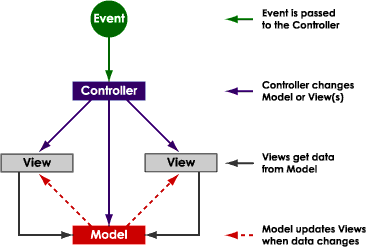 Event
Event is passed
to the Controller
Controller
Controller changes
Model or View(s)
View
View
Views get data
from Model
Model
Model updates Views
when data changes